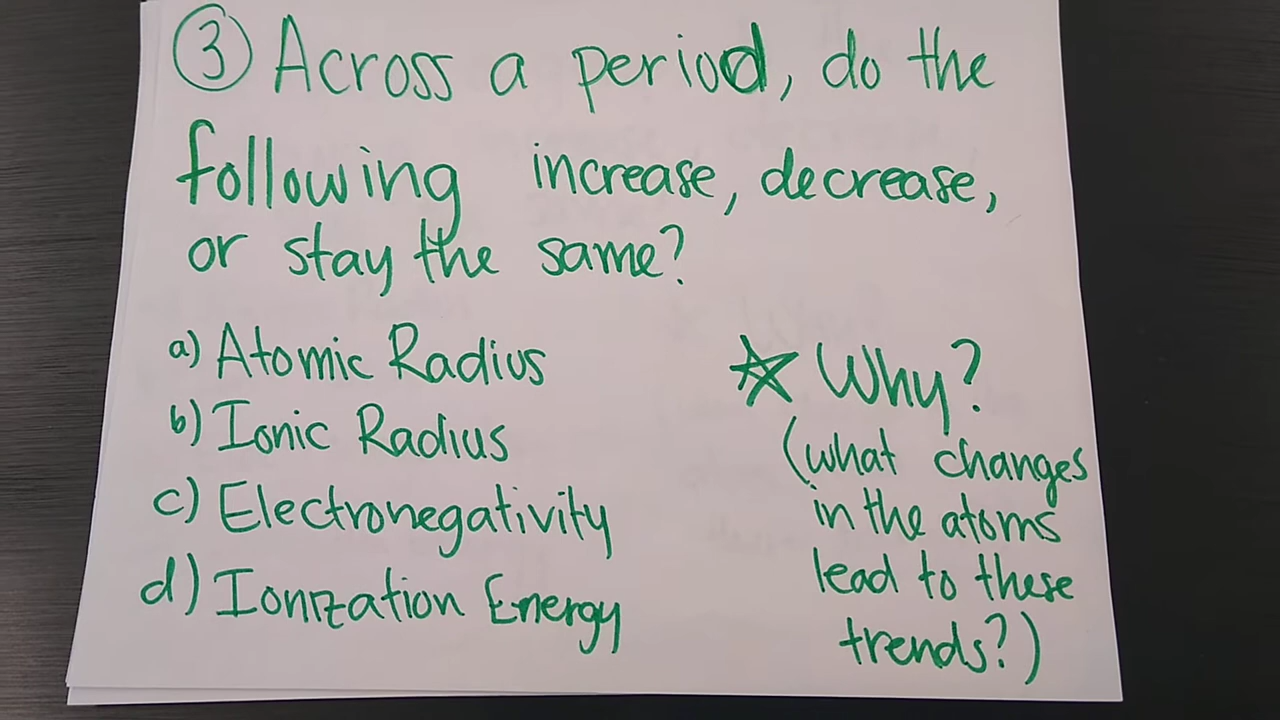 ③ Across a period, do the
following increase, decrease,
or stay the same?
a) Atomic Radius
b) Ionic Radius
c) Electronegativity
d) Ionization Energy
☆ Why?
(what changes
in the atoms
lead to these
trends?)